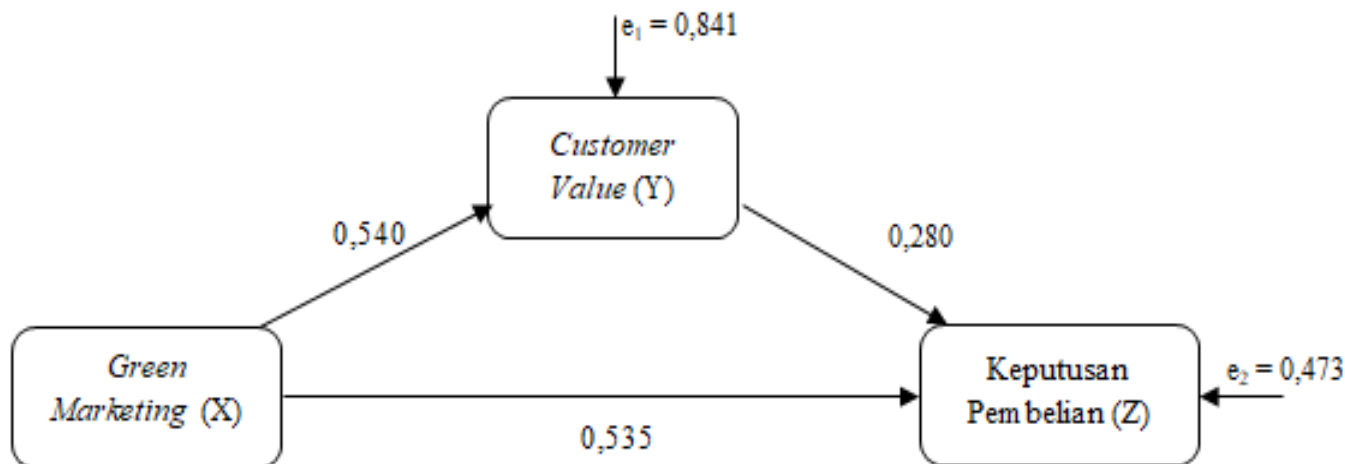 e₁ = 0,841
Customer
Value (Y)
0,540
0,280
Green
Marketing (X)
Keputusan
Pembelian (Z)
e₂ = 0,473
0,535